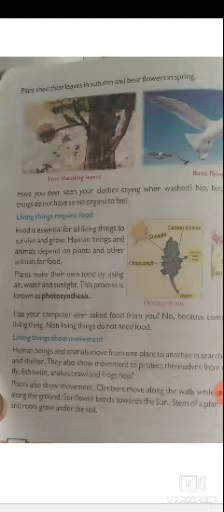 Plant shed their leaves in autumn and bear flowers in spring.
Tree shedding leaves
Birds flying
Have you ever seen your clothes crying when washed? No, bec
things do not have sense organs to feel
Living things require food
Food is essential for all living things to
survive and grow. Human beings and
animals depend on plants and other
animals for food.
Plants make their own food by using
air, water and sunlight. This process is
known as photosynthesis.
Sunlight
Carbon dioxide
Chlorophyll
Water
Photosynthesis
Has your computer ever asked food from you? No, because com
living thing. Non living things do not need food.
Living things show movement
Human beings and animals move from one place to another in search
and shelter. They also show movement to protect themselves from
fly, fish swim, snakes crawl and frogs hop?
Plants also show movement. Climbers move along the walls while
along the ground. Sunflower bends towards the Sun. Stem of a plan
and roots grow under the soil.